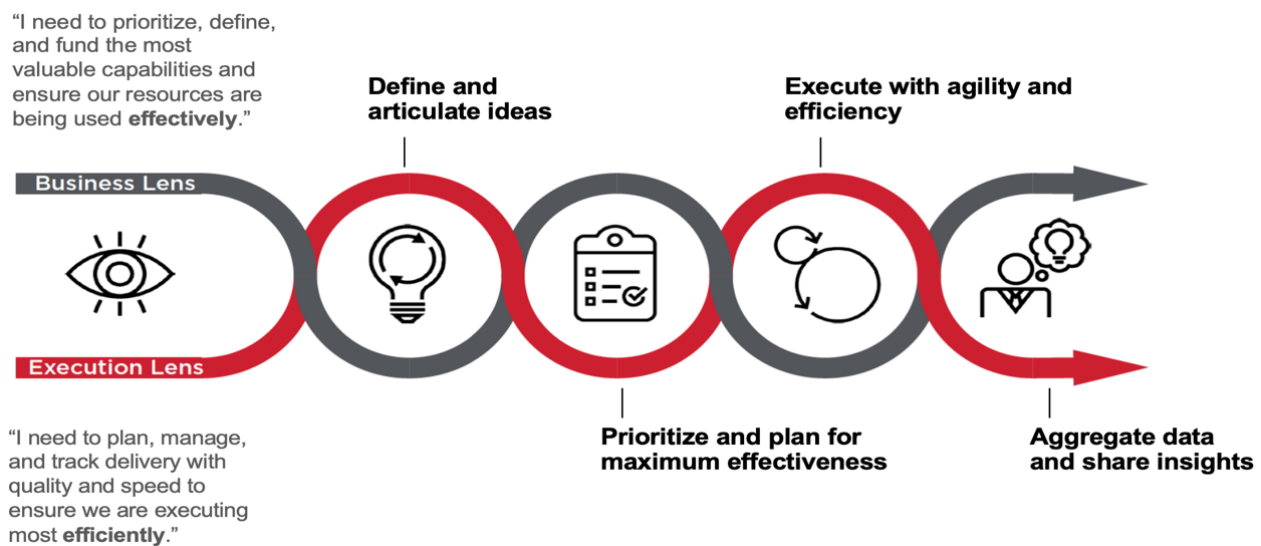 “I need to prioritize, define,
and fund the most
valuable capabilities and
ensure our resources are
being used effectively.”
Define and
articulate ideas
Execute with agility and
efficiency
Business Lens
Execution Lens
“I need to plan, manage,
and track delivery with
quality and speed to
ensure we are executing
most efficiently.”
Prioritize and plan for
maximum effectiveness
Aggregate data
and share insights